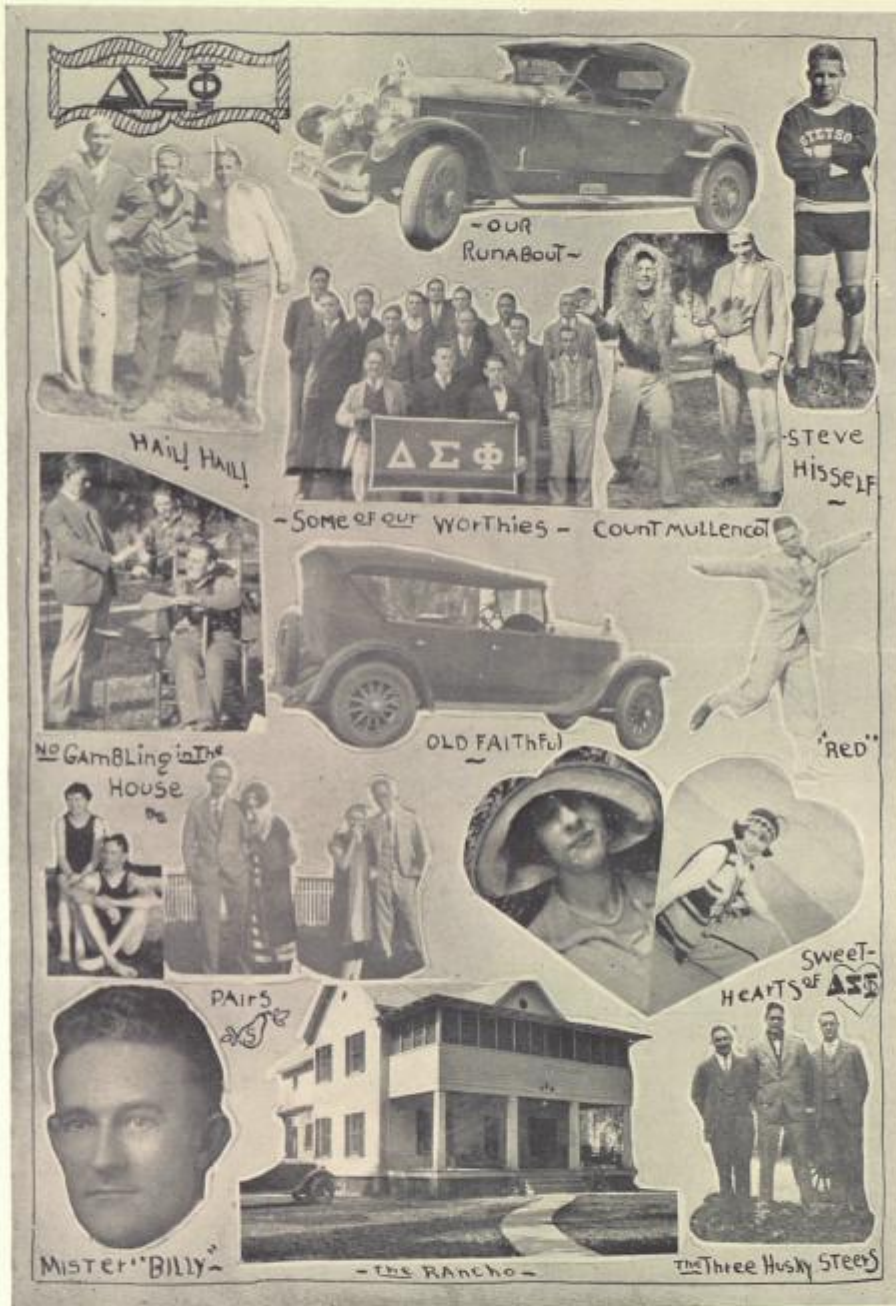 ΔΣΦ
~OUR
RUNABOUT~
STETSO
HAIL! HAIL!
ΔΣΦ
-STEVE
HISSELF
~
~SOME OF OUR WORTHIES~
COUNT MULLENCOT
OLD FAITHFUL
~
"RED"
NO GAMBLING in The
HOUSE
PAIRS
SWEET-
HEARTS OF ΔΣΦ
MISTER "BILLY"~
-THE RANCHO-
The Three Husky Steers